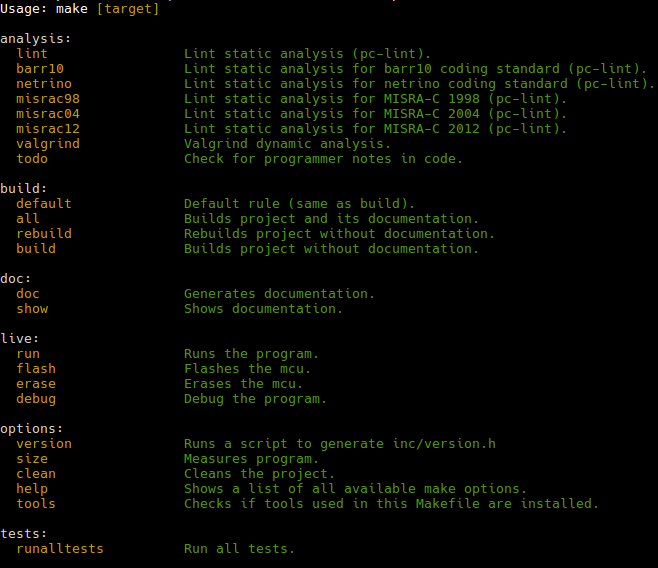 Usage: make [target]
analysis:
lint Lint static analysis (pc-lint).
barr10 Lint static analysis for barr10 coding standard (pc-lint).
netrino Lint static analysis for netrino coding standard (pc-lint).
misrac98 Lint static analysis for MISRA-C 1998 (pc-lint).
misrac04 Lint static analysis for MISRA-C 2004 (pc-lint).
misrac12 Lint static analysis for MISRA-C 2012 (pc-lint).
valgrind Valgrind dynamic analysis.
todo Check for programmer notes in code.
build:
default Default rule (same as build).
all Builds project and its documentation.
rebuild Rebuilds project without documentation.
build Builds project without documentation.
doc:
doc Generates documentation.
show Shows documentation.
live:
run Runs the program.
flash Flashes the mcu.
erase Erases the mcu.
debug Debug the program.
options:
version Runs a script to generate inc/version.h
size Measures program.
clean Cleans the project.
help Shows a list of all available make options.
tools Checks if tools used in this Makefile are installed.
tests:
runalltests Run all tests.